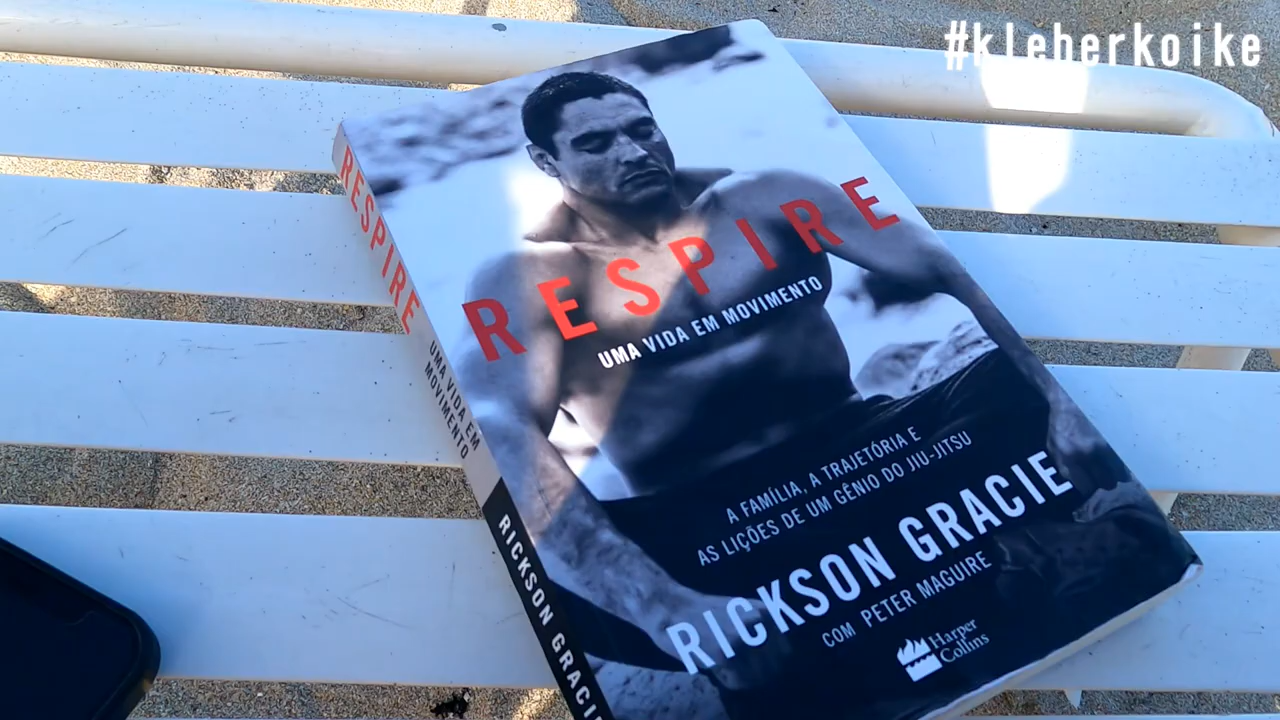 #kleberkoike
RESPIRE
UMA VIDA EM MOVIMENTO
A FAMÍLIA, A TRAJETÓRIA E
AS LIÇÕES DE UM GÊNIO DO JIU-JITSU
RICKSON GRACIE
COM PETER MAGUIRE
Harper
Collins
RESPIRE
UMA VIDA EM
MOVIMENTO
RICKSON GRACIE